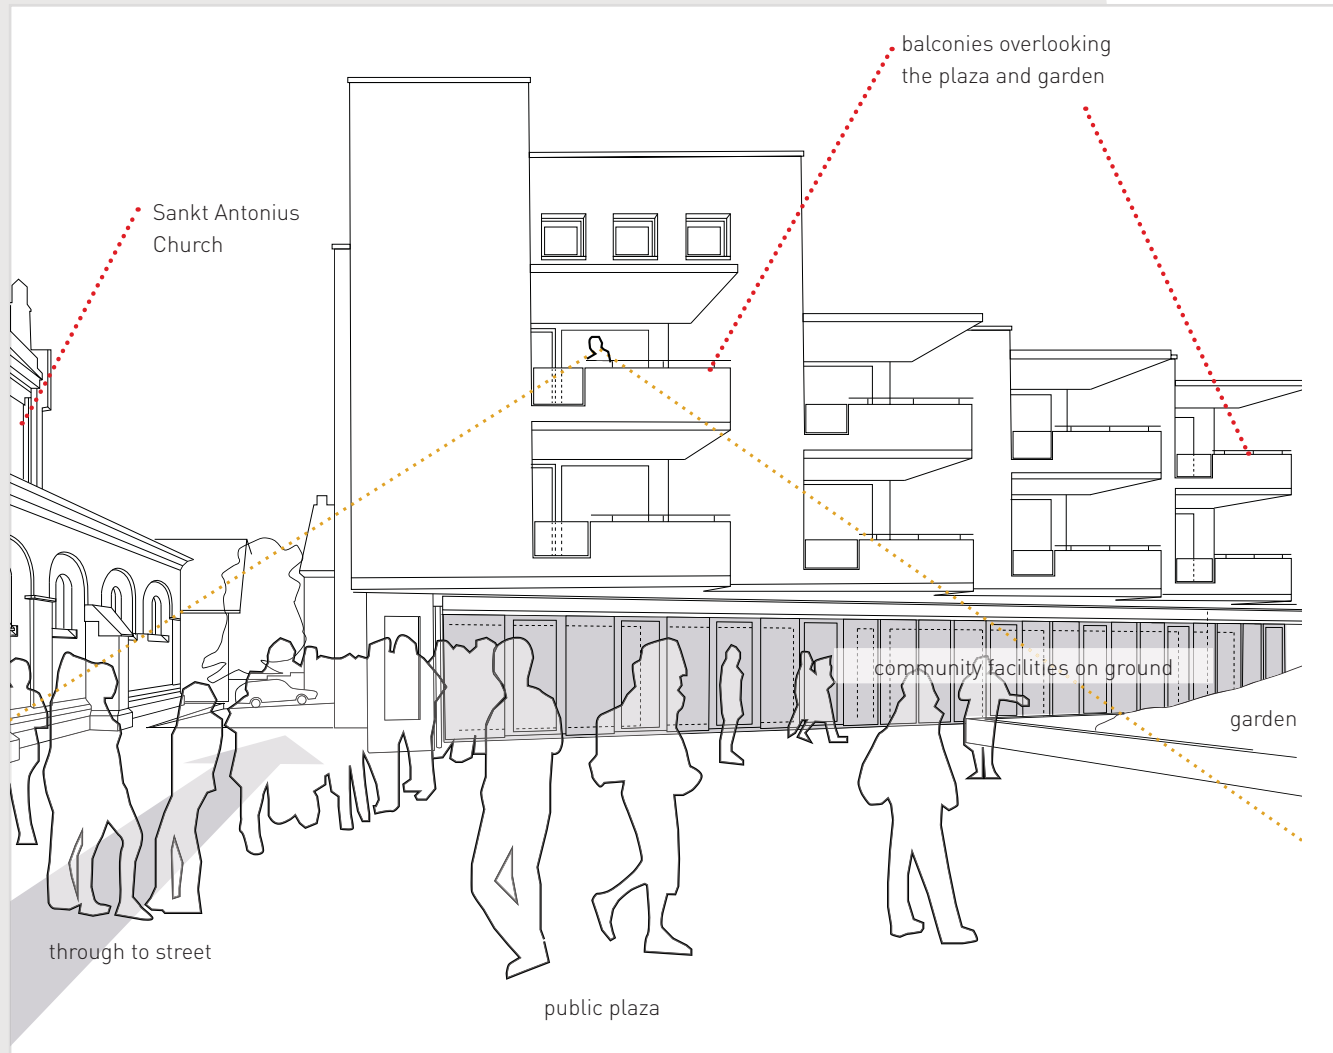 balconies overlooking
the plaza and garden
Sankt Antonius
Church
community facilities on ground
garden
through to street
public plaza